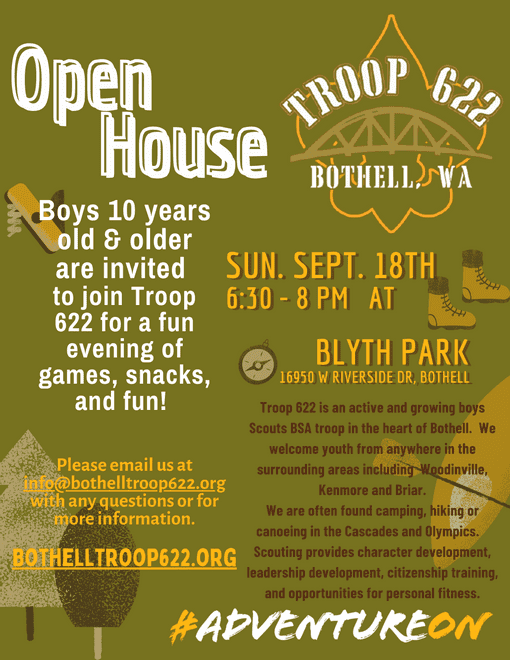 Open
House
TROOP 622
BOTHELL, WA
Boys 10 years
old & older
are invited
to join Troop
622 for a fun
evening of
games, snacks,
and fun!
SUN. SEPT. 18TH
6:30 - 8 PM AT
BLYTH PARK
16950 W RIVERSIDE DR, BOTHELL
Troop 622 is an active and growing boys
Scouts BSA troop in the heart of Bothell. We
welcome youth from anywhere in the
surrounding areas including Woodinville,
Kenmore and Briar.
We are often found camping, hiking or
canoeing in the Cascades and Olympics.
Scouting provides character development,
leadership development, citizenship training,
and opportunities for personal fitness.
Please email us at
info@bothelltroop622.org
with any questions or for
more information.
BOTHELLTROOP622.ORG
#ADVENTUREON